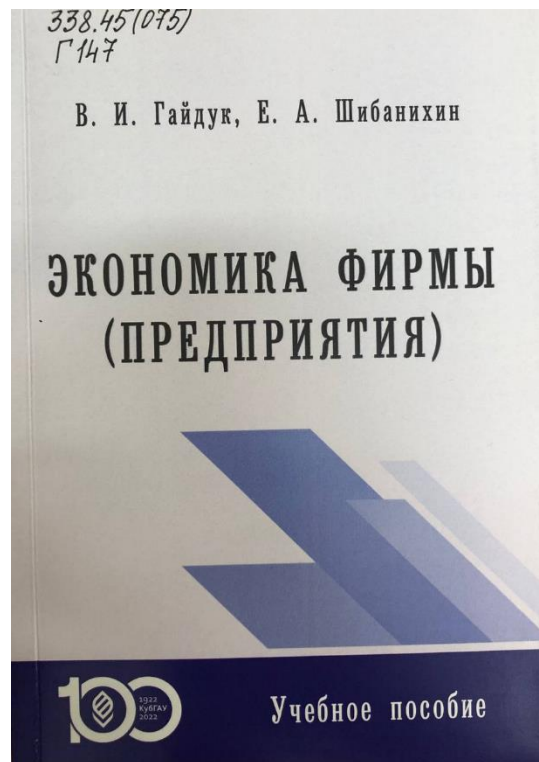 338.45(075)
Г147
В. И. Гайдук, Е. А. Шибанихин
ЭКОНОМИКА ФИРМЫ
(ПРЕДПРИЯТИЯ)
100
1922
КубГАУ
2022
Учебное пособие